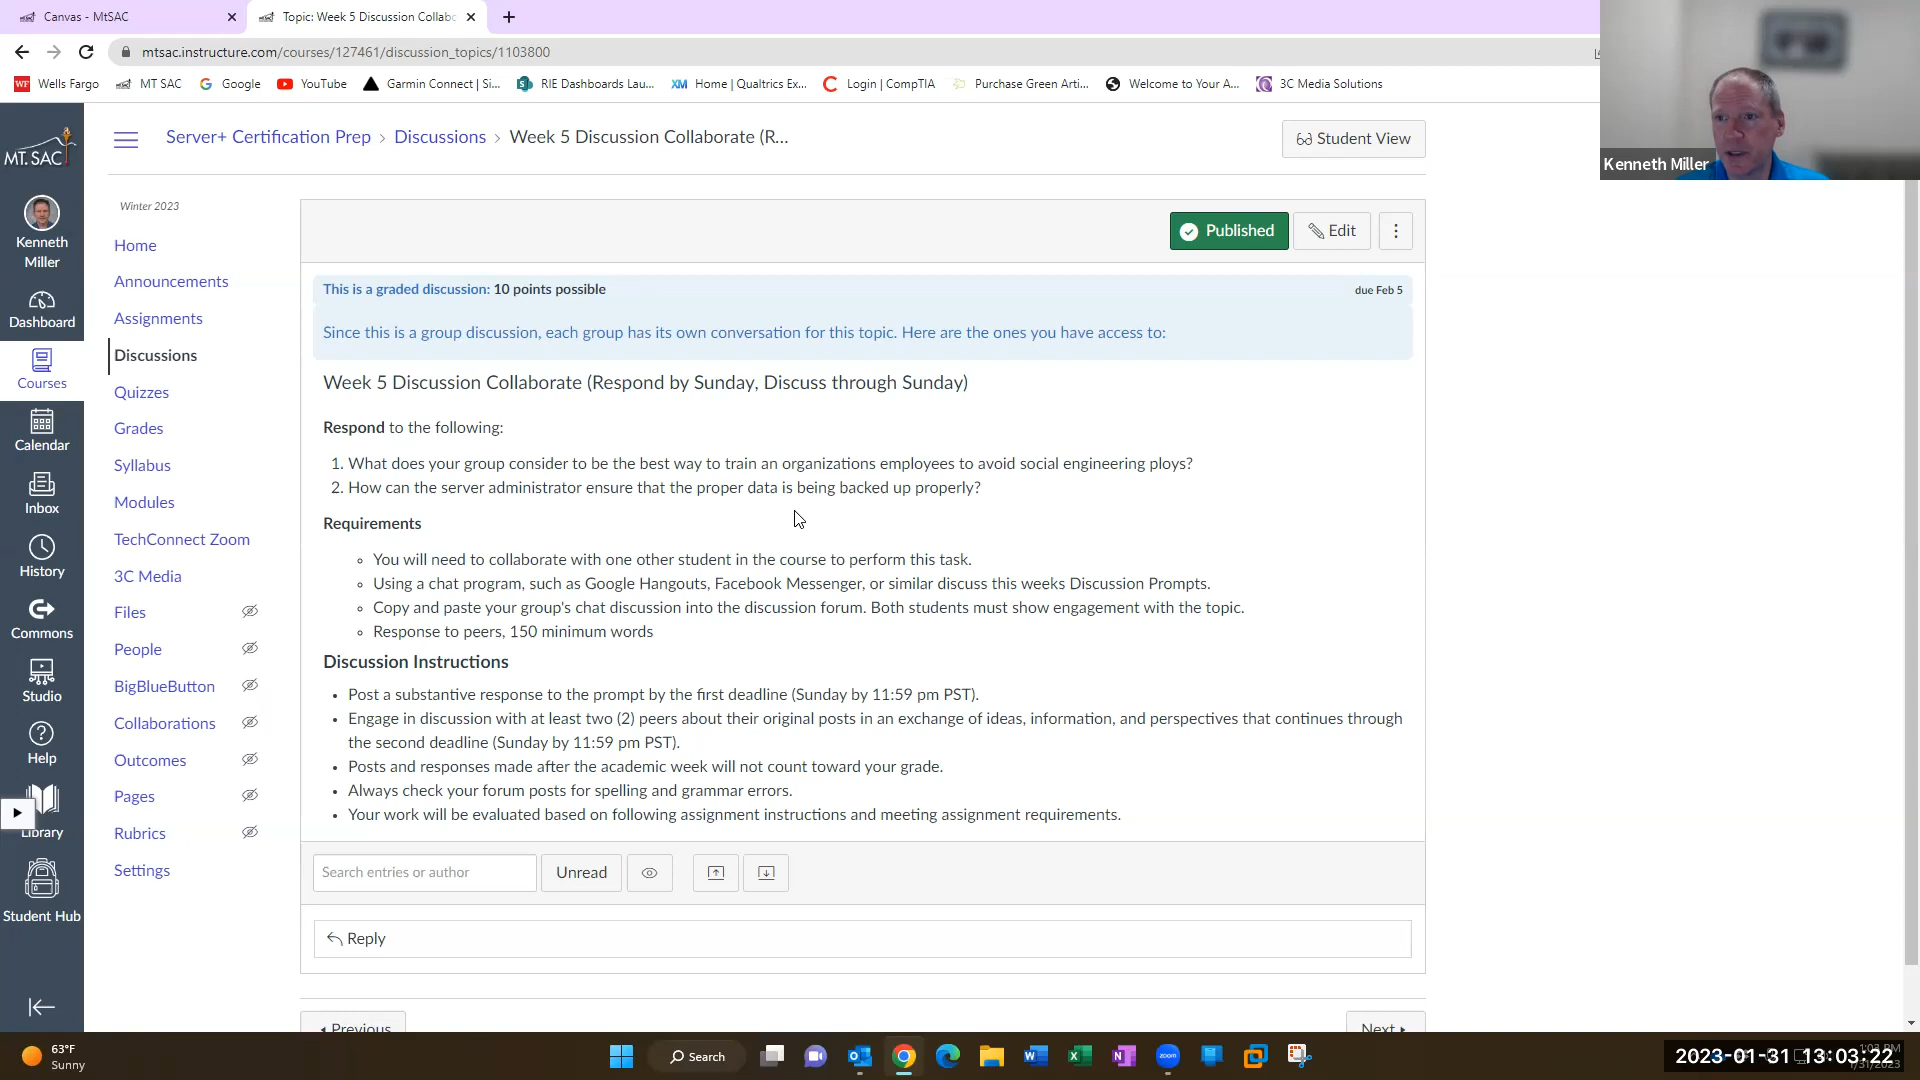 Canvas - MtSAC
Topic: Week 5 Discussion Collabo
mtsac.instructure.com/courses/127461/discussion_topics/1103800
Wells Fargo
MT SAC
Google
YouTube
Garmin Connect | Si...
RIE Dashboards Lau...
XM Home | Qualtrics Ex...
Login | CompTIA
Purchase Green Arti...
Welcome to Your A...
3C Media Solutions
Kenneth Miller
MT. SAC
Kenneth
Miller
Dashboard
Courses
Calendar
Inbox
History
Commons
Studio
Help
Library
Student Hub
Server+ Certification Prep › Discussions › Week 5 Discussion Collaborate (R...
Student View
Winter 2023
Home
Announcements
Assignments
Discussions
Quizzes
Grades
Syllabus
Modules
TechConnect Zoom
3C Media
Files
People
BigBlueButton
Collaborations
Outcomes
Pages
Rubrics
Settings
Published
Edit
This is a graded discussion: 10 points possible
due Feb 5
Since this is a group discussion, each group has its own conversation for this topic. Here are the ones you have access to:
Week 5 Discussion Collaborate (Respond by Sunday, Discuss through Sunday)
Respond to the following:
1. What does your group consider to be the best way to train an organizations employees to avoid social engineering ploys?
2. How can the server administrator ensure that the proper data is being backed up properly?
Requirements
You will need to collaborate with one other student in the course to perform this task.
Using a chat program, such as Google Hangouts, Facebook Messenger, or similar discuss this weeks Discussion Prompts.
Copy and paste your group's chat discussion into the discussion forum. Both students must show engagement with the topic.
Response to peers, 150 minimum words
Discussion Instructions
Post a substantive response to the prompt by the first deadline (Sunday by 11:59 pm PST).
Engage in discussion with at least two (2) peers about their original posts in an exchange of ideas, information, and perspectives that continues through
the second deadline (Sunday by 11:59 pm PST).
Posts and responses made after the academic week will not count toward your grade.
Always check your forum posts for spelling and grammar errors.
Your work will be evaluated based on following assignment instructions and meeting assignment requirements.
Search entries or author
Unread
Reply
Previous
Next
63°F
Sunny
Search
2023-01-31 13:03:22